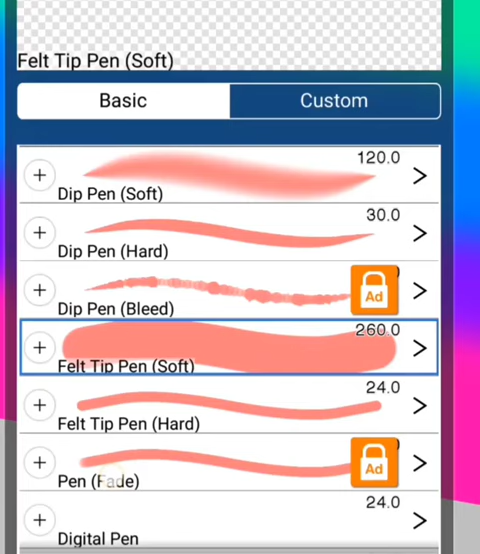 Felt Tip Pen (Soft)
Basic
Custom
120.0
Dip Pen (Soft)
30.0
Dip Pen (Hard)
Ad
Dip Pen (Bleed)
260.0
Felt Tip Pen (Soft)
24.0
Felt Tip Pen (Hard)
Ad
Pen (Fade)
24.0
Digital Pen